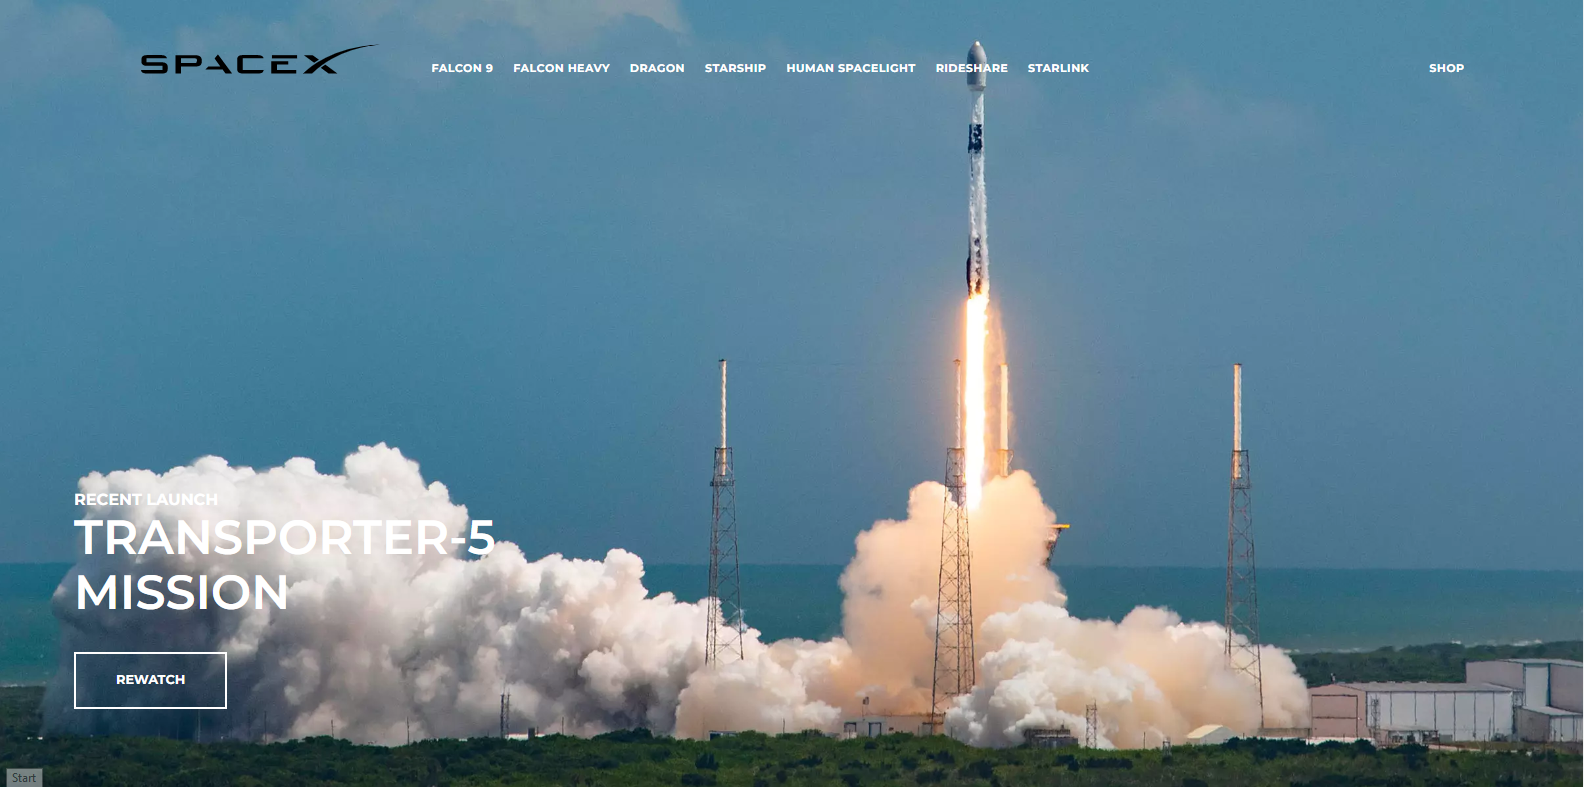 SPACEX
FALCON 9
FALCON HEAVY
DRAGON
STARSHIP
HUMAN SPACELIGHT
RIDESHARE
STARLINK
SHOP
RECENT LAUNCH
TRANSPORTER-5
MISSION
REWATCH
Start